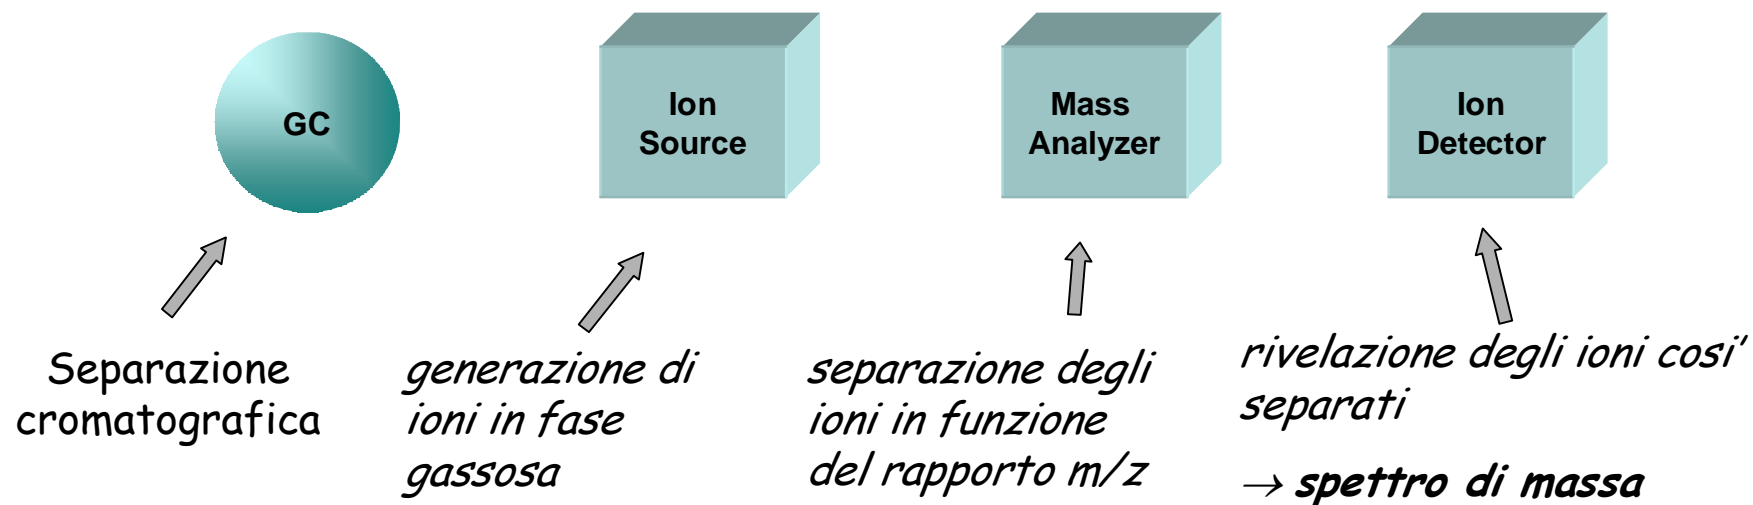 GC
Ion
Source
Mass
Analyzer
Ion
Detector
Separazione
cromatografica
generazione di
ioni in fase
gassosa
separazione degli
ioni in funzione
del rapporto m/z
rivelazione degli ioni cosi'
separati
→ spettro di massa